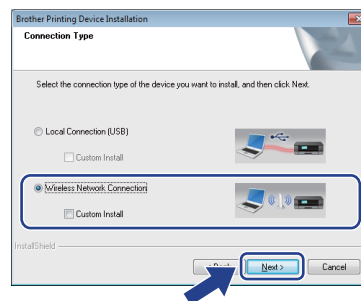 Brother Printing Device Installation
Connection Type
Select the connection type of the device you want to install, and then click Next.
Local Connection (USB)
Custom Install
Wireless Network Connection
Custom Install
InstallShield
Next >
Cancel